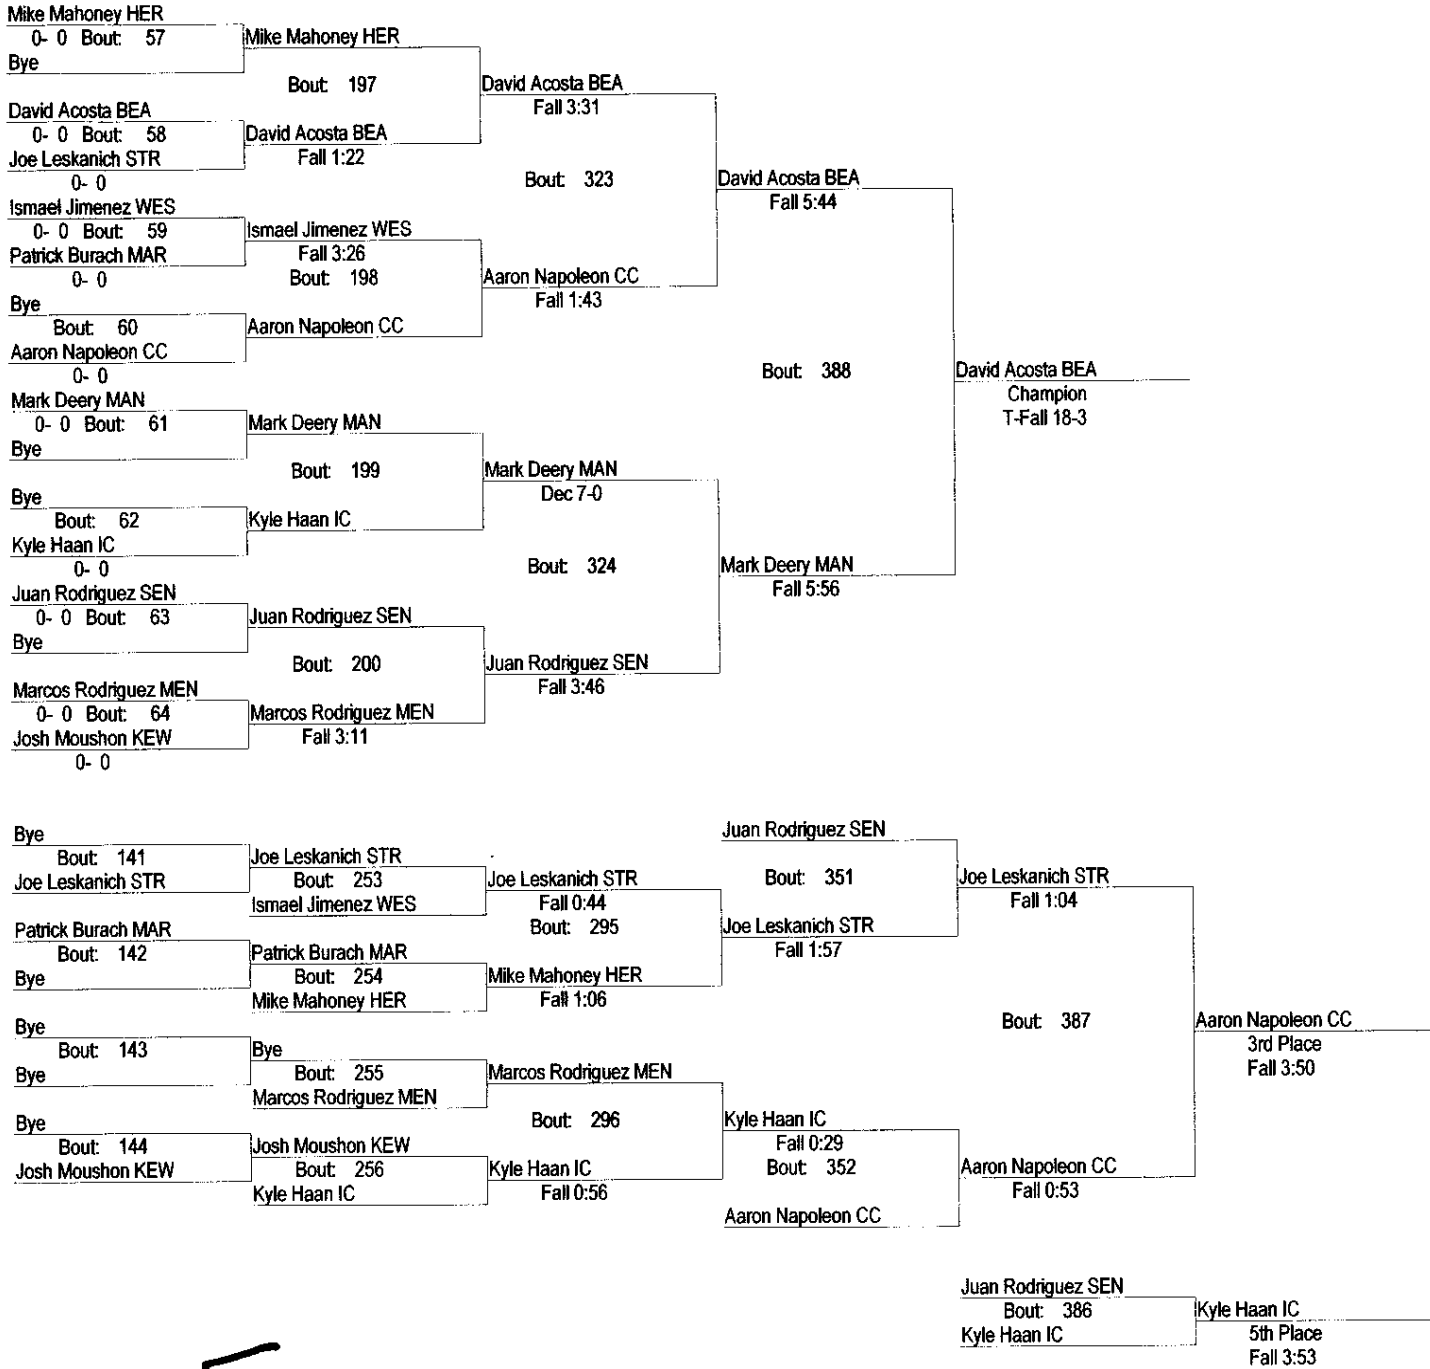 Mike Mahoney HER
0- 0 Bout: 57
Bye
Mike Mahoney HER
Bout: 197
David Acosta BEA
0- 0 Bout: 58
Joe Leskanich STR
0- 0
David Acosta BEA
Fall 1:22
David Acosta BEA
Fall 3:31
Bout: 323
Ismael Jimenez WES
0- 0 Bout: 59
Patrick Burach MAR
0- 0
Ismael Jimenez WES
Fall 3:26
Bout: 198
Bye
Bout: 60
Aaron Napoleon CC
0- 0
Aaron Napoleon CC
Aaron Napoleon CC
Fall 1:43
David Acosta BEA
Fall 5:44
Bout: 388
David Acosta BEA
Champion
T-Fall 18-3
Mark Deery MAN
0- 0 Bout: 61
Bye
Mark Deery MAN
Bout: 199
Bye
Bout: 62
Kyle Haan IC
0- 0
Kyle Haan IC
Mark Deery MAN
Dec 7-0
Bout: 324
Juan Rodriguez SEN
0- 0 Bout: 63
Bye
Juan Rodriguez SEN
Bout: 200
Marcos Rodriguez MEN
0- 0 Bout: 64
Josh Moushon KEW
0- 0
Marcos Rodriguez MEN
Fall 3:11
Juan Rodriguez SEN
Fall 3:46
Mark Deery MAN
Fall 5:56
Bye
Bout: 141
Joe Leskanich STR
Joe Leskanich STR
Bout: 253
Ismael Jimenez WES
Joe Leskanich STR
Fall 0:44
Bout: 295
Patrick Burach MAR
Bout: 142
Bye
Patrick Burach MAR
Bout: 254
Mike Mahoney HER
Mike Mahoney HER
Fall 1:06
Juan Rodriguez SEN
Bout: 351
Joe Leskanich STR
Fall 1:57
Joe Leskanich STR
Fall 1:04
Bout: 387
Bye
Bout: 143
Bye
Bye
Bout: 255
Marcos Rodriguez MEN
Marcos Rodriguez MEN
Bout: 296
Bye
Bout: 144
Josh Moushon KEW
Josh Moushon KEW
Bout: 256
Kyle Haan IC
Kyle Haan IC
Fall 0:56
Kyle Haan IC
Fall 0:29
Bout: 352
Aaron Napoleon CC
Aaron Napoleon CC
Fall 0:53
Aaron Napoleon CC
3rd Place
Fall 3:50
Juan Rodriguez SEN
Bout: 386
Kyle Haan IC
Kyle Haan IC
5th Place
Fall 3:53